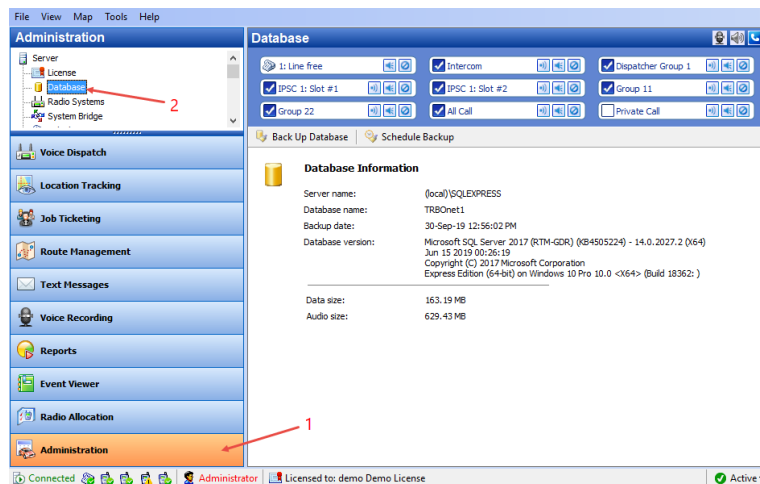 File View Map Tools Help
Administration
Server
License
Database
Radio Systems
System Bridge
2
Voice Dispatch
Location Tracking
Job Ticketing
Route Management
Text Messages
Voice Recording
Reports
Event Viewer
Radio Allocation
Administration
1
Database
1: Line free Intercom Dispatcher Group 1
IPSC 1: Slot #1 IPSC 1: Slot #2 Group 11
Group 22 All Call Private Call
Back Up Database Schedule Backup
Database Information
Server name: (local)\SQLEXPRESS
Database name: TRBOnet1
Backup date: 30-Sep-19 12:56:02 PM
Database version: Microsoft SQL Server 2017 (RTM-GDR) (KB4505224) - 14.0.2027.2 (X64)
Jun 15 2019 00:26:19
Copyright (C) 2017 Microsoft Corporation
Express Edition (64-bit) on Windows 10 Pro 10.0 <X64> (Build 18362: )
Data size: 163.19 MB
Audio size: 629.43 MB
Connected Administrator Licensed to: demo Demo License Active